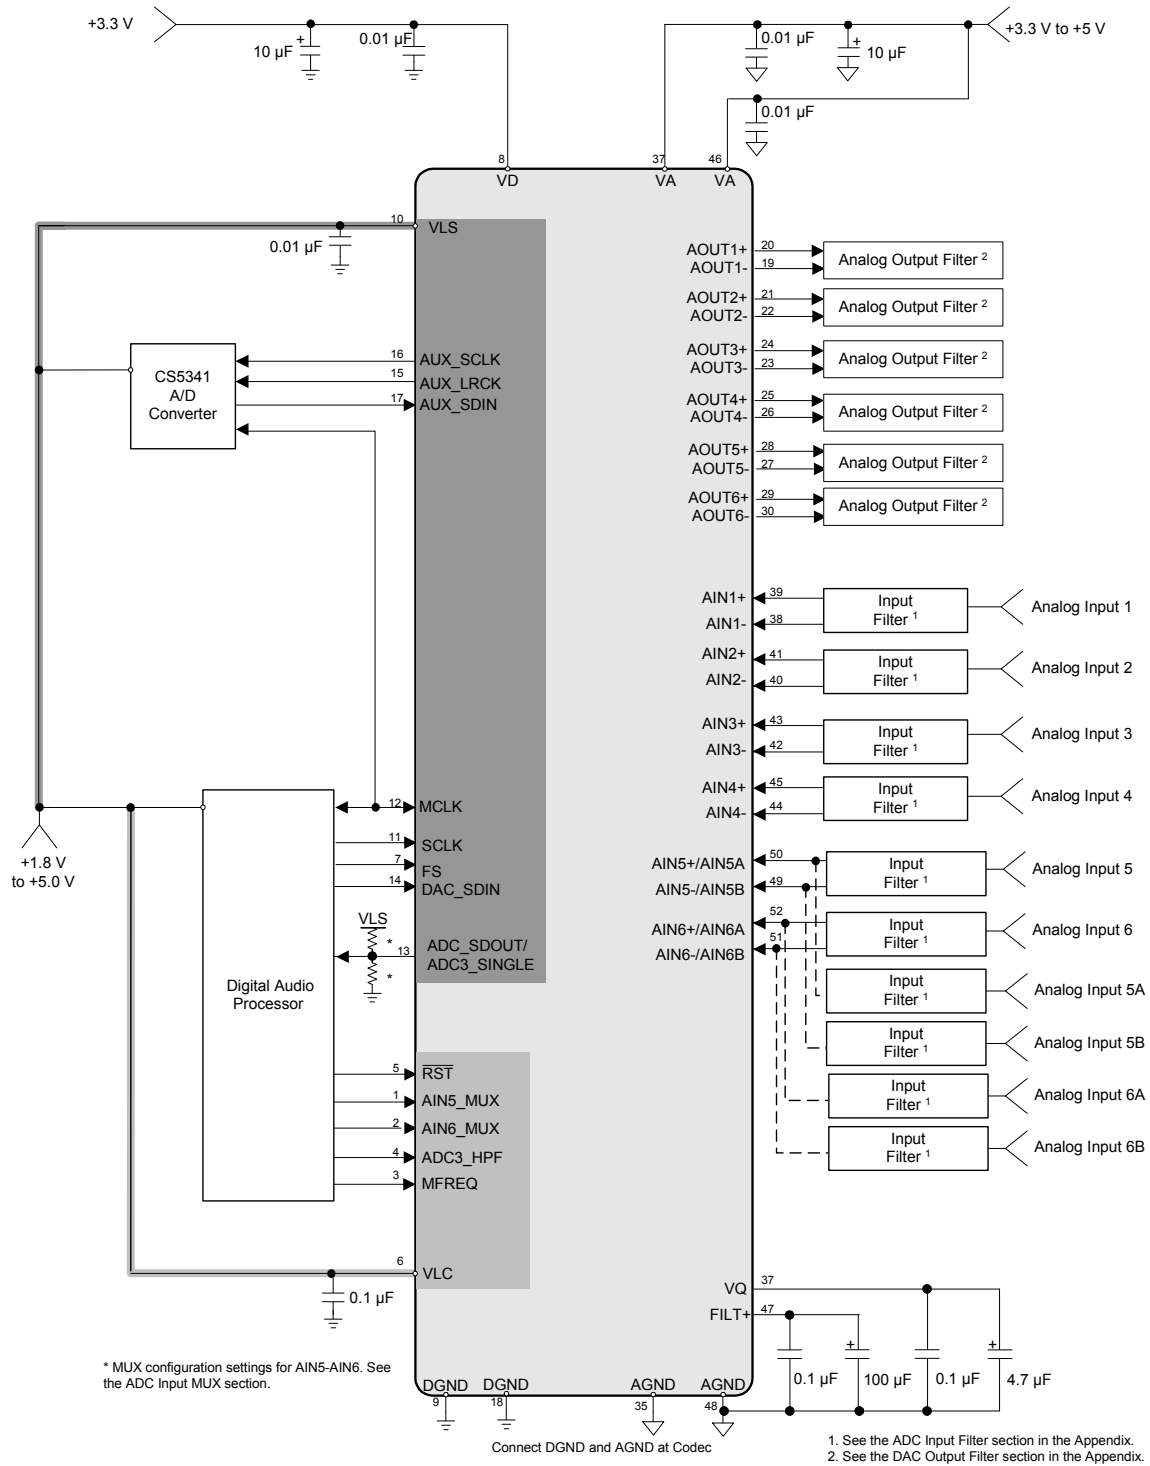 +3.3 V
+
10 µF
0.01 µF
0.01 µF
+
10 µF
+3.3 V to +5 V
0.01 µF
8
VD
37
VA
46
VA
10
VLS
0.01 µF
CS5341
A/D
Converter
16
AUX_SCLK
15
AUX_LRCK
17
AUX_SDIN
12
MCLK
11
SCLK
7
FS
14
DAC_SDIN
VLS
*
*
13
ADC_SDOUT/
ADC3_SINGLE
+1.8 V
to +5.0 V
Digital Audio
Processor
5
RST
1
AIN5_MUX
2
AIN6_MUX
4
ADC3_HPF
3
MFREQ
6
VLC
0.1 µF
AOUT1+ 20
AOUT1- 19
Analog Output Filter 2
AOUT2+ 21
AOUT2- 22
Analog Output Filter 2
AOUT3+ 24
AOUT3- 23
Analog Output Filter 2
AOUT4+ 25
AOUT4- 26
Analog Output Filter 2
AOUT5+ 28
AOUT5- 27
Analog Output Filter 2
AOUT6+ 29
AOUT6- 30
Analog Output Filter 2
AIN1+ 39
AIN1- 38
Input
Filter 1
Analog Input 1
AIN2+ 41
AIN2- 40
Input
Filter 1
Analog Input 2
AIN3+ 43
AIN3- 42
Input
Filter 1
Analog Input 3
AIN4+ 45
AIN4- 44
Input
Filter 1
Analog Input 4
AIN5+/AIN5A 50
AIN5-/AIN5B 49
Input
Filter 1
Analog Input 5
AIN6+/AIN6A 52
AIN6-/AIN6B 51
Input
Filter 1
Analog Input 6
Input
Filter 1
Analog Input 5A
Input
Filter 1
Analog Input 5B
Input
Filter 1
Analog Input 6A
Input
Filter 1
Analog Input 6B
VQ 37
FILT+ 47
0.1 µF
+
100 µF
0.1 µF
+
4.7 µF
* MUX configuration settings for AIN5-AIN6. See
the ADC Input MUX section.
DGND
9
DGND
18
AGND
35
AGND
48
Connect DGND and AGND at Codec
1. See the ADC Input Filter section in the Appendix.
2. See the DAC Output Filter section in the Appendix.